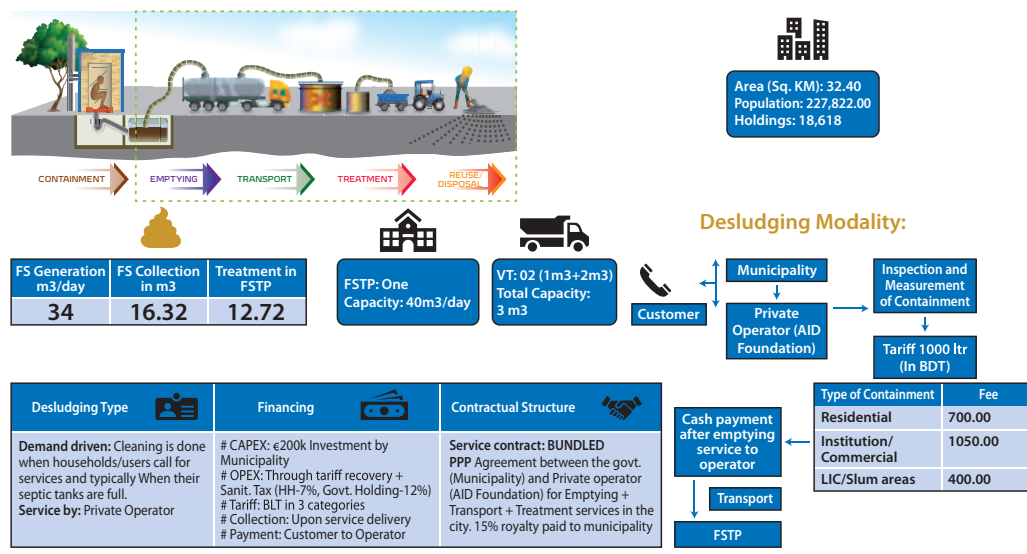 Area (Sq. KM): 32.40
Population: 227,822.00
Holdings: 18,618
CONTAINMENT
EMPTYING
TRANSPORT
TREATMENT
REUSE/
DISPOSAL
FS Generation
m3/day
FS Collection
in m3
Treatment in
FSTP
34
16.32
12.72
FSTP: One
Capacity: 40m3/day
VT: 02 (1m3+2m3)
Total Capacity:
3 m3
Desludging Modality:
Customer
Municipality
Private
Operator (AID
Foundation)
Inspection and
Measurement
of Containment
Tariff 1000 ltr
(In BDT)
Type of Containment
Fee
Residential
700.00
Institution/
Commercial
1050.00
LIC/Slum areas
400.00
Cash payment
after emptying
service to
operator
Transport
FSTP
Desludging Type
Demand driven: Cleaning is done
when households/users call for
services and typically When their
septic tanks are full.
Service by: Private Operator
Financing
# CAPEX: €200k Investment by
Municipality
# OPEX: Through tariff recovery +
Sanit. Tax (HH-7%, Govt. Holding-12%)
# Tariff: BLT in 3 categories
# Collection: Upon service delivery
# Payment: Customer to Operator
Contractual Structure
Service contract: BUNDLED
PPP Agreement between the govt.
(Municipality) and Private operator
(AID Foundation) for Emptying +
Transport + Treatment services in the
city. 15% royalty paid to municipality